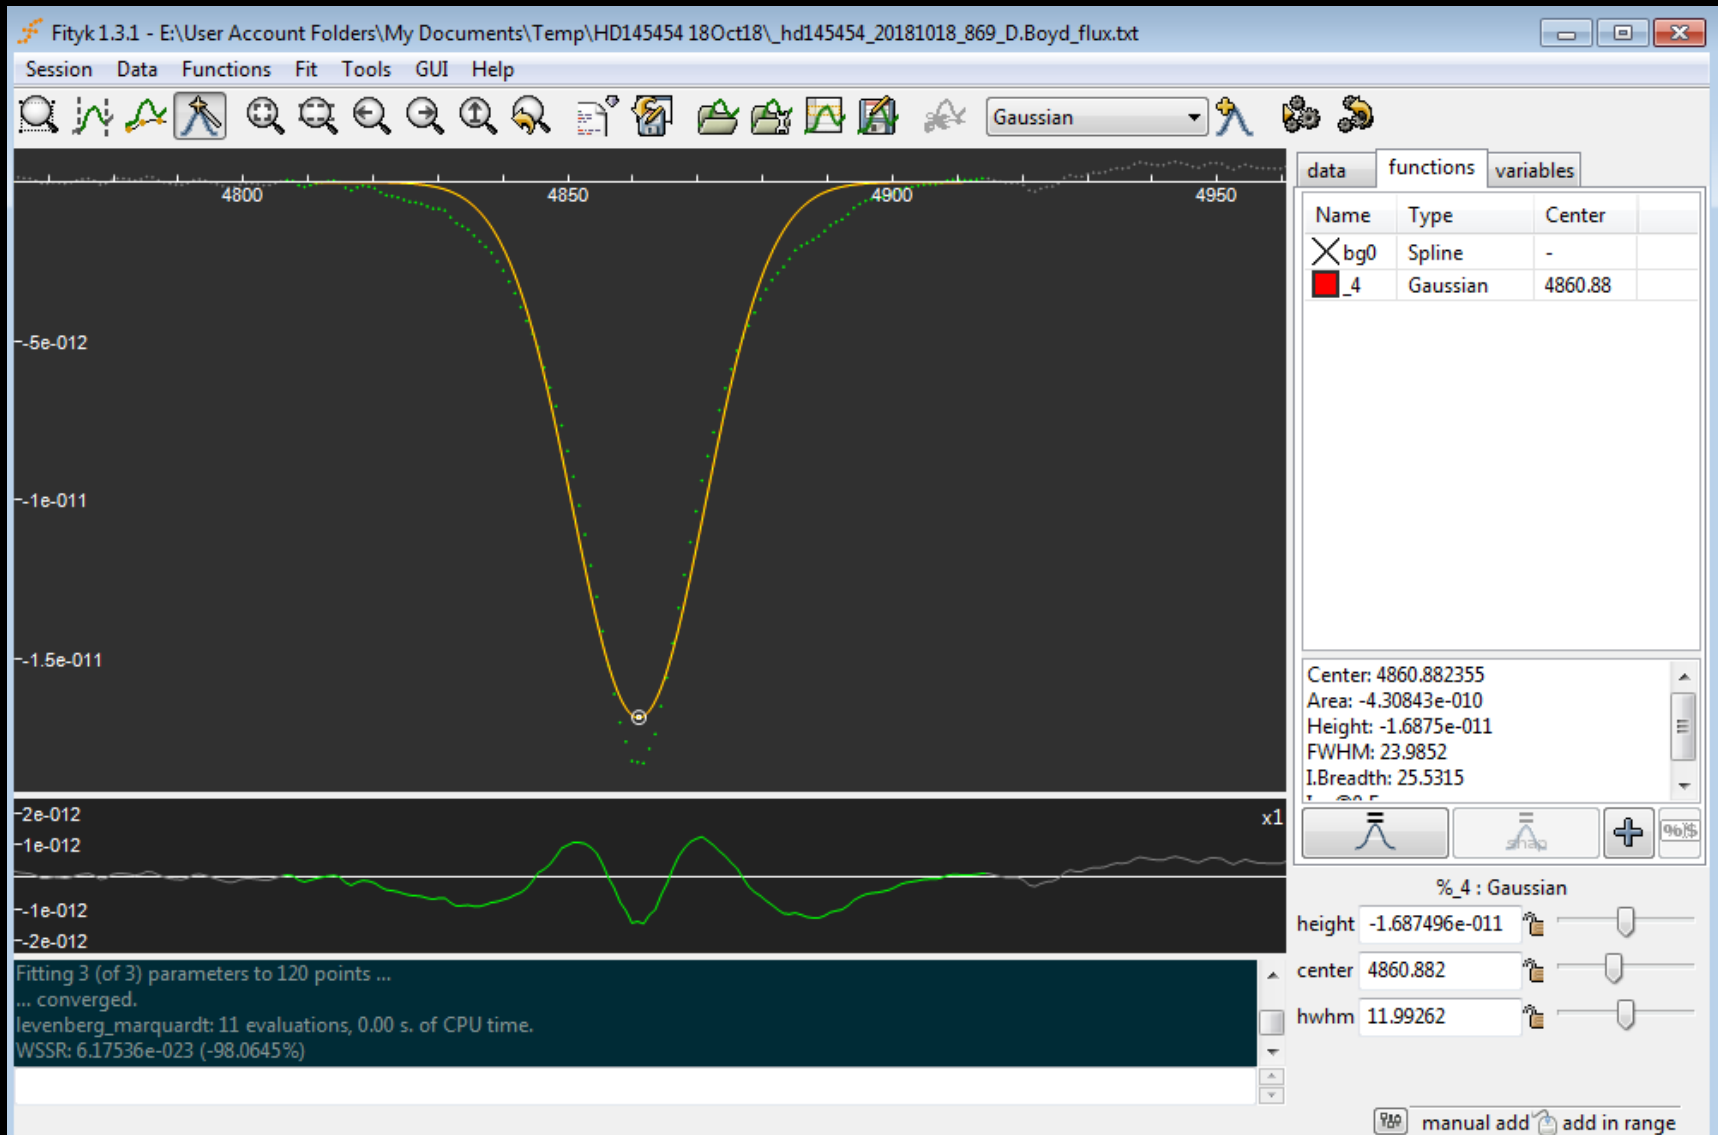 Fityk 1.3.1 - E:\User Account Folders\My Documents\Temp\HD145454 18Oct18\_hd145454_20181018_869_D.Boyd_flux.txt
Session Data Functions Fit Tools GUI Help
Gaussian
data functions variables
4800 4850 4900 4950
-5e-012
-1e-011
-1.5e-011
Name Type Center
bg0 Spline -
_4 Gaussian 4860.88
Center: 4860.882355
Area: -4.30843e-010
Height: -1.6875e-011
FWHM: 23.9852
I.Breadth: 25.5315
2e-012
1e-012
-1e-012
-2e-012
x1
snap
%_4 : Gaussian
height -1.687496e-011
center 4860.882
hwhm 11.99262
Fitting 3 (of 3) parameters to 120 points ...
... converged.
levenberg_marquardt: 11 evaluations, 0.00 s. of CPU time.
WSSR: 6.17536e-023 (-98.0645%)
manual add add in range